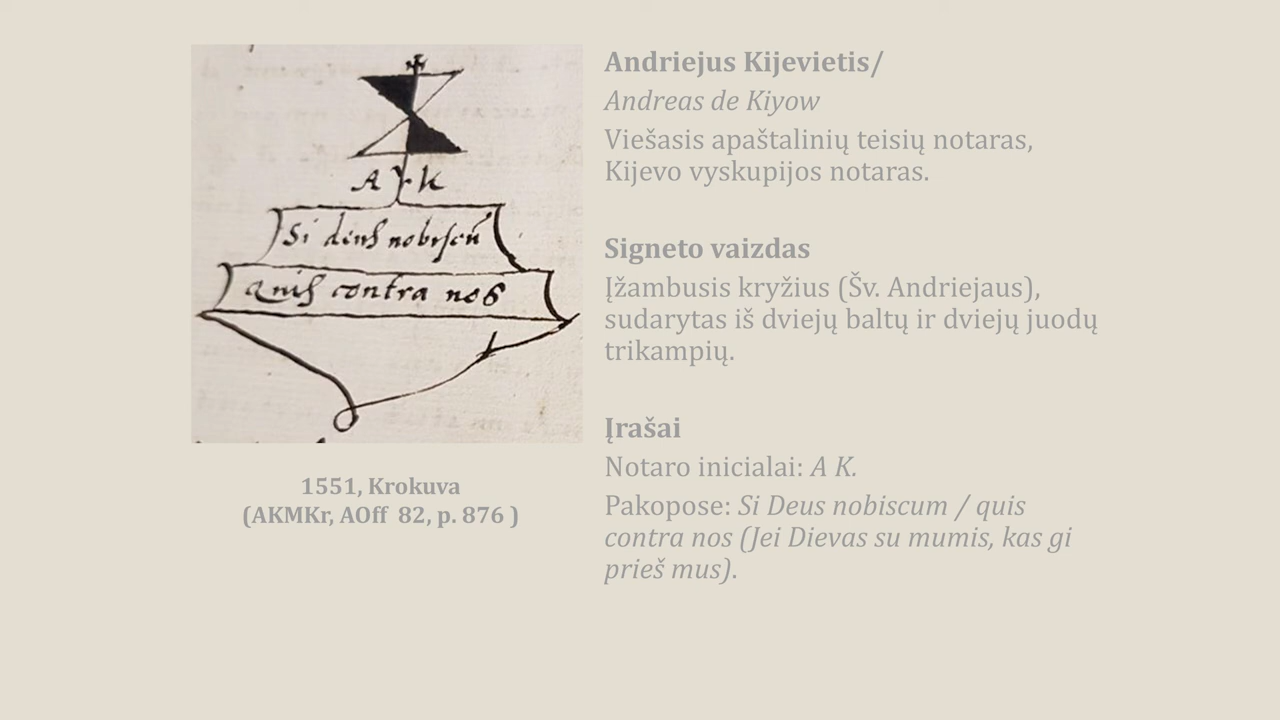 A K
Si deus nobiscū
Quis contra nos
1551, Krokuva
(AKMKr, AOff 82, p. 876 )
Andriejus Kijevietis/
Andreas de Kiyow
Viešasis apaštalinių teisių notaras,
Kijevo vyskupijos notaras.
Signeto vaizdas
Įžambusis kryžius (Šv. Andriejaus),
sudarytas iš dviejų baltų ir dviejų juodų
trikampių.
Įrašai
Notaro inicialai: A K.
Pakopose: Si Deus nobiscum / quis
contra nos (Jei Dievas su mumis, kas gi
prieš mus).